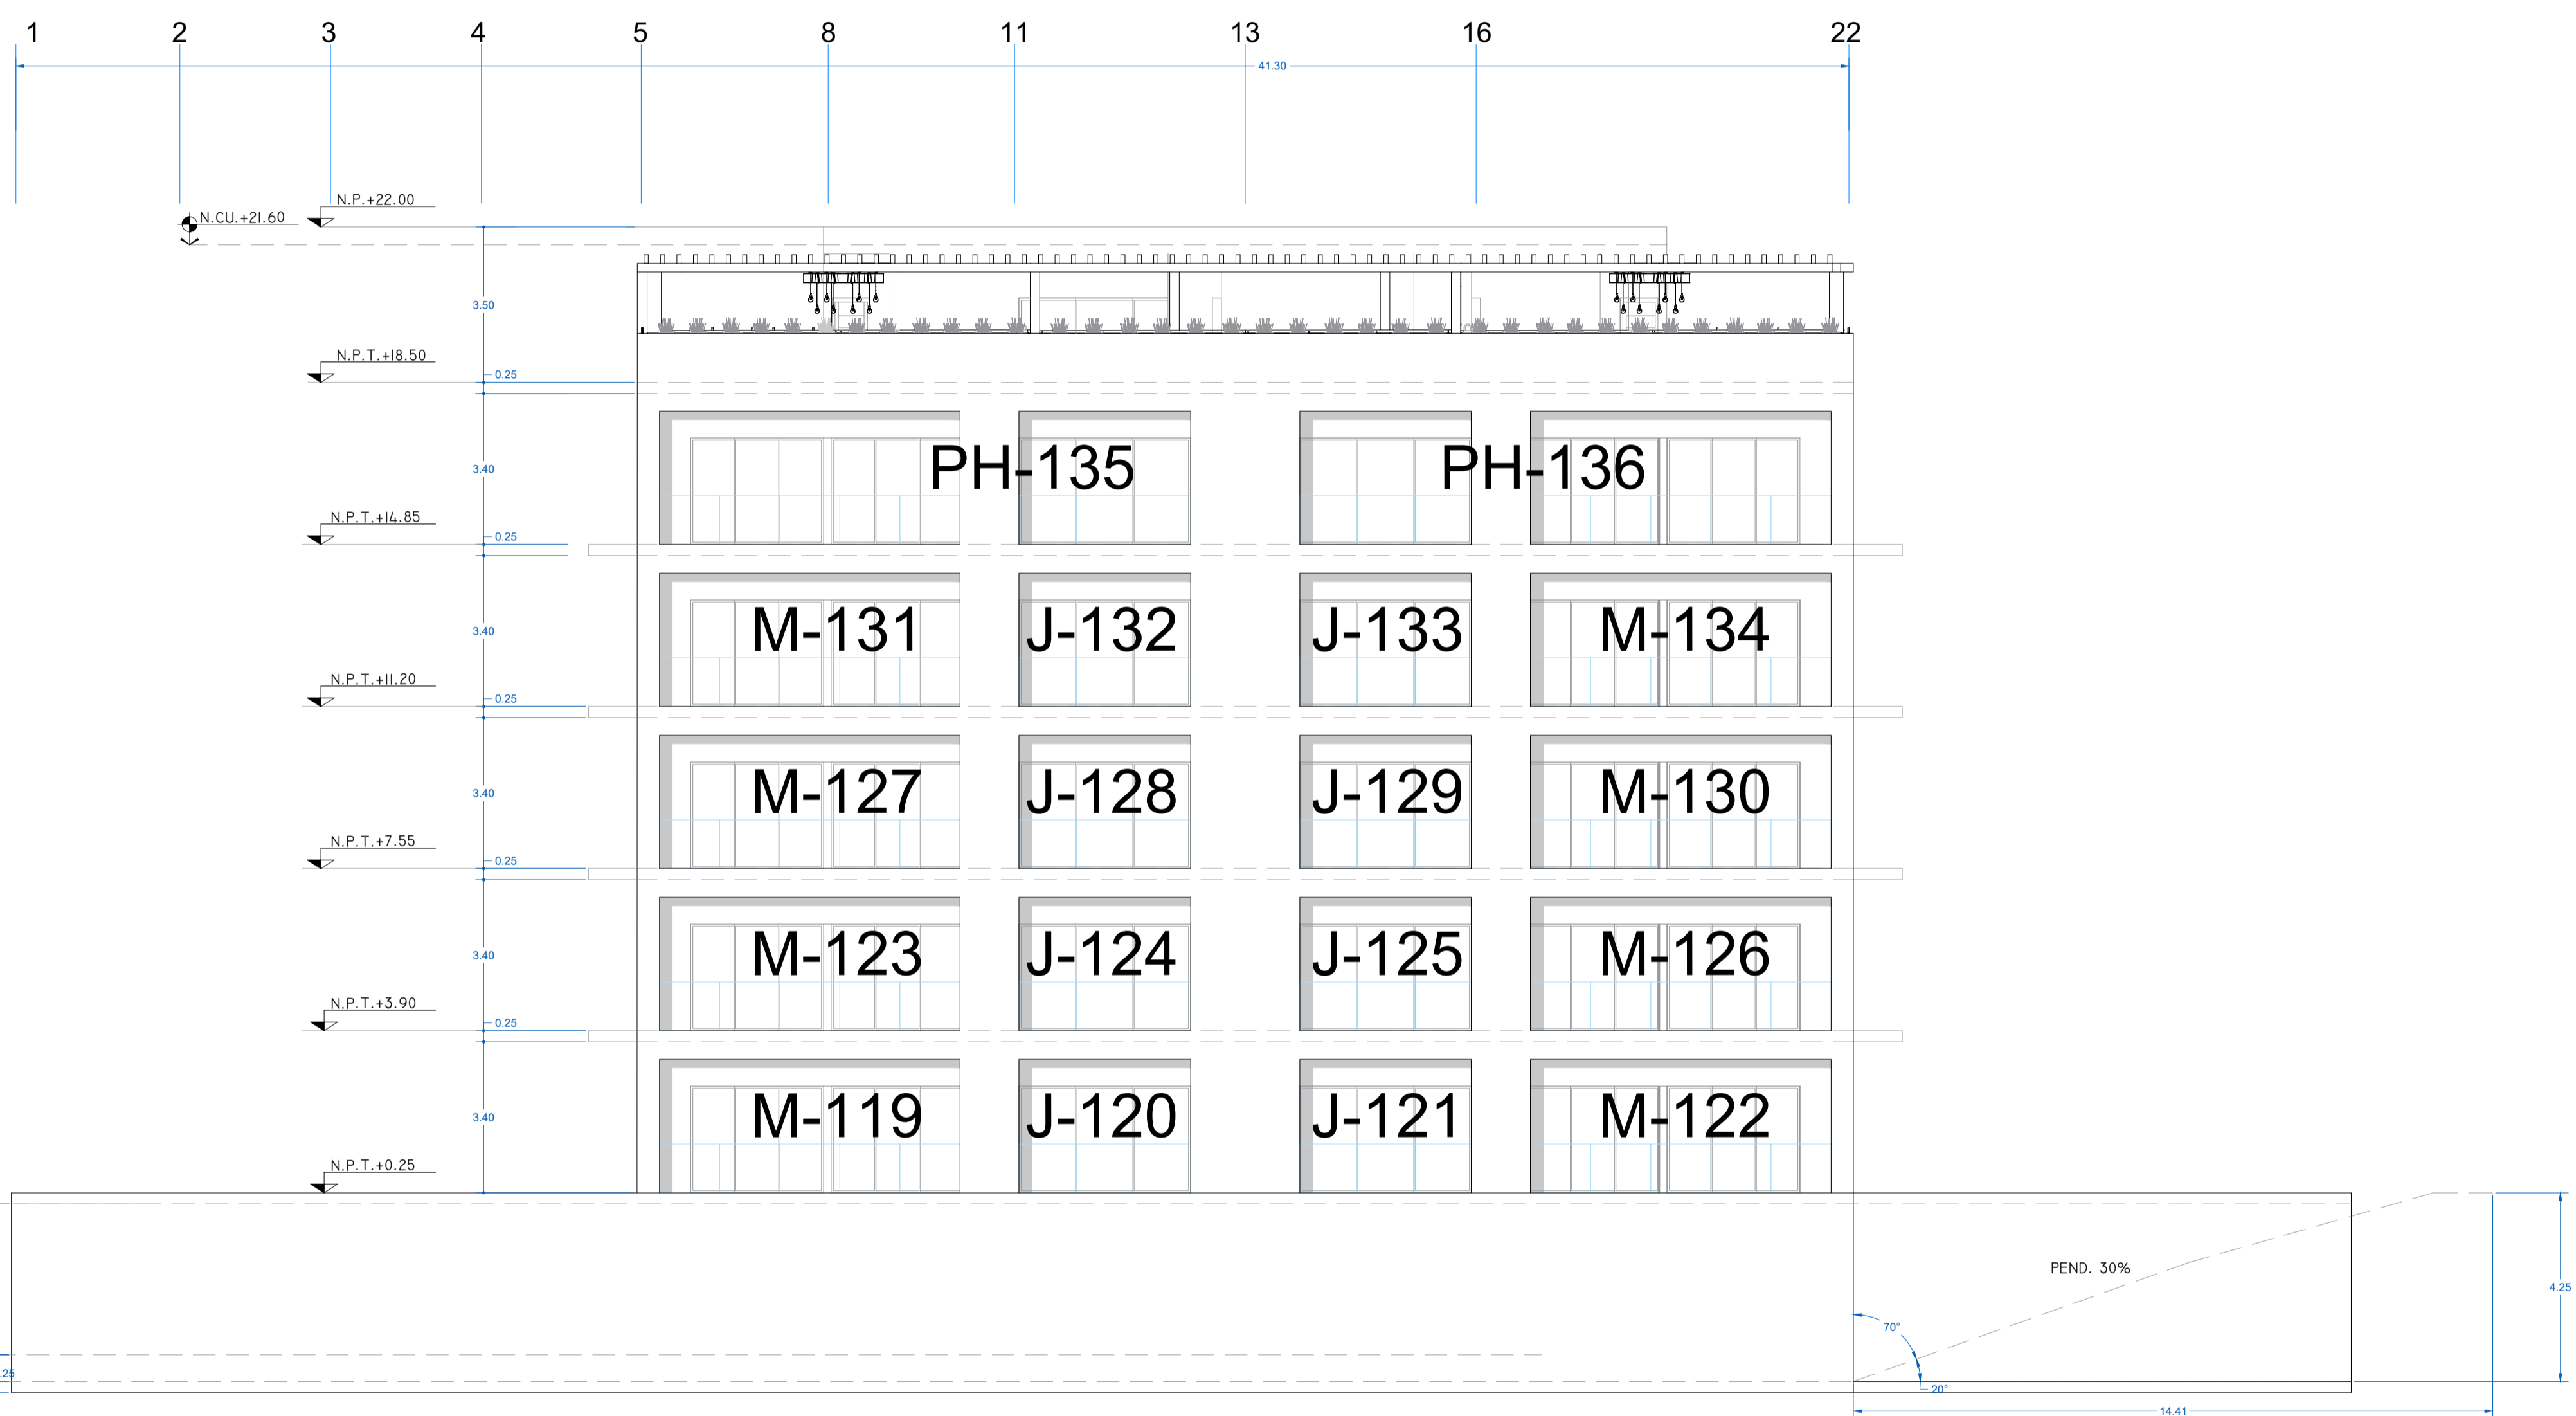 1 2 3 4 5 8 11 13 16 22
41.30
N.P.+22.00
N.CU.+21.60
3.50
N.P.T.+18.50
0.25
PH-135 PH-136
3.40
N.P.T.+14.85
0.25
M-131 J-132 J-133 M-134
3.40
N.P.T.+11.20
0.25
M-127 J-128 J-129 M-130
3.40
N.P.T.+7.55
0.25
M-123 J-124 J-125 M-126
3.40
N.P.T.+3.90
0.25
M-119 J-120 J-121 M-122
3.40
N.P.T.+0.25
PEND. 30%
4.25
70°
.25
20°
14.41